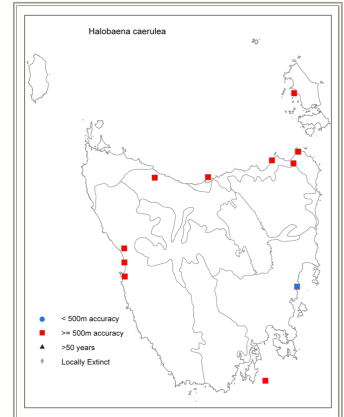 Halobaena caerulea
< 500m accuracy
>= 500m accuracy
>50 years
Locally Extinct